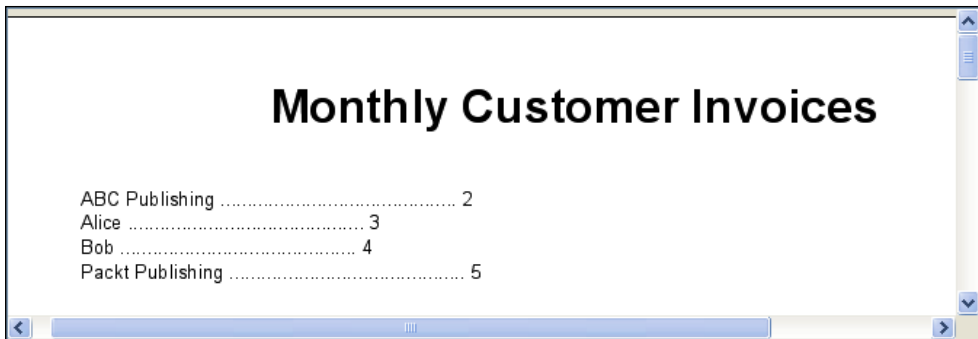 Monthly Customer Invoices
ABC Publishing ............................................ 2
Alice ............................................ 3
Bob ............................................ 4
Packt Publishing ............................................ 5